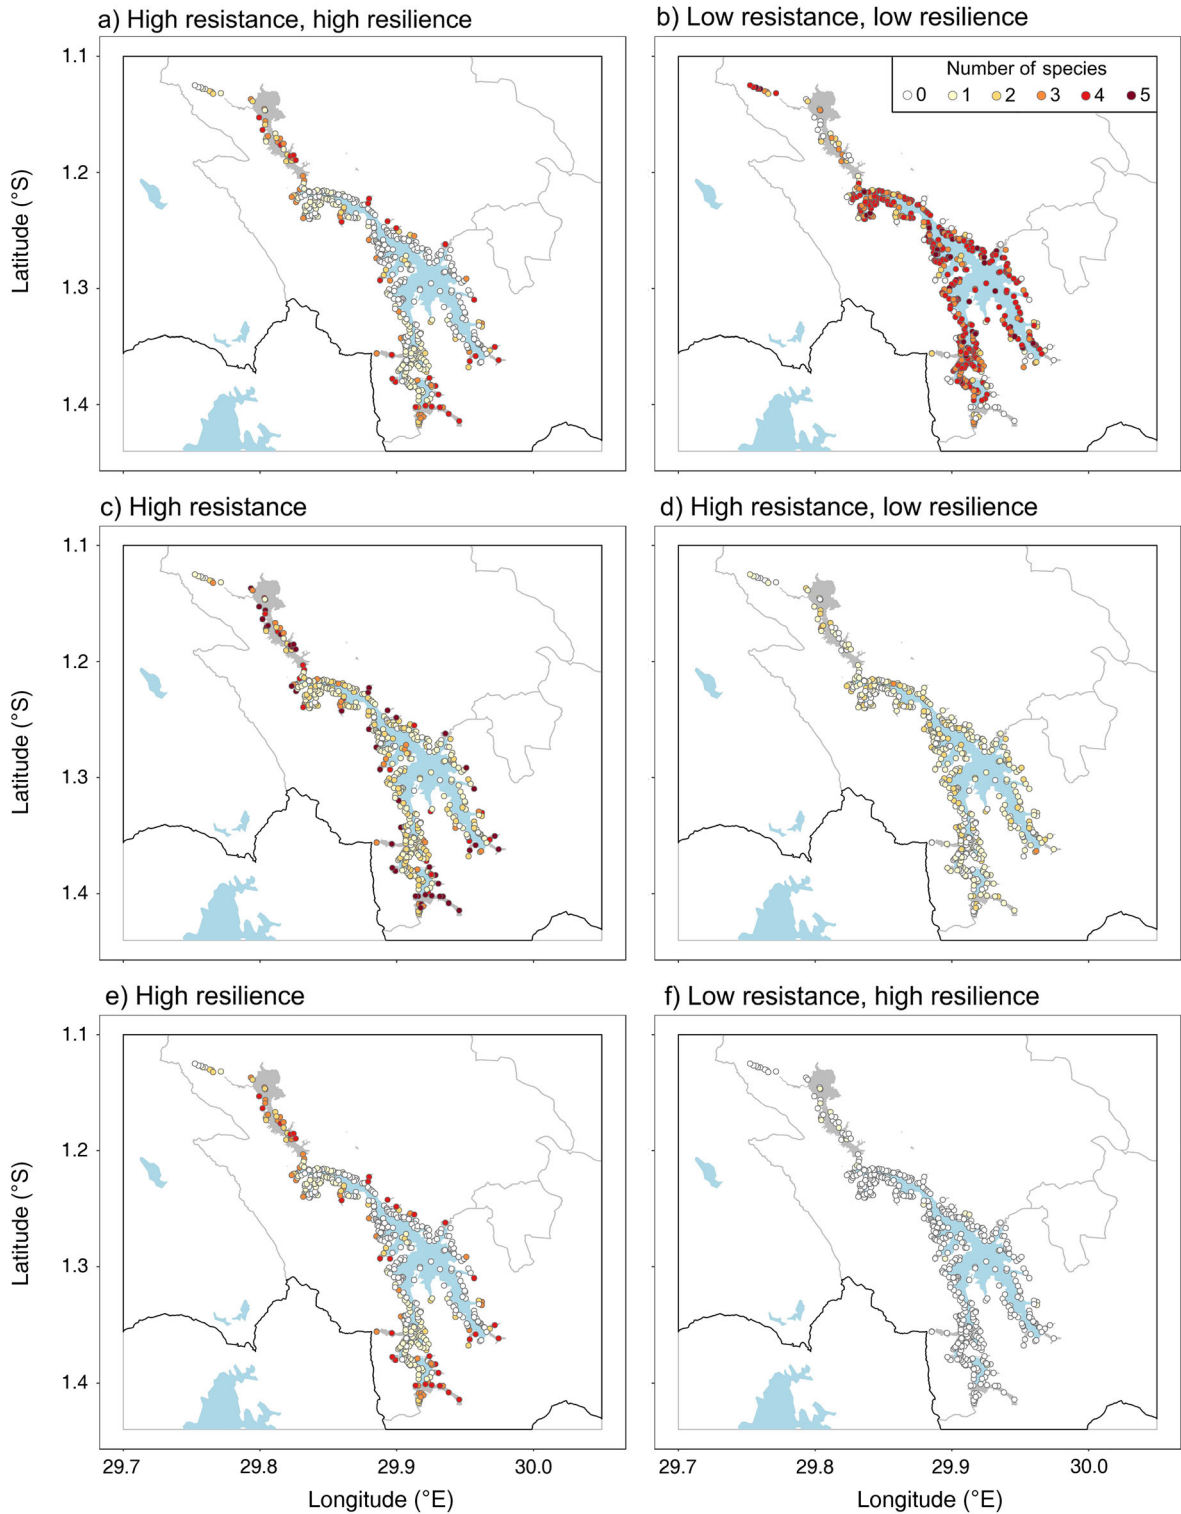 a) High resistance, high resilience
b) Low resistance, low resilience
Number of species
0 1 2 3 4 5
1.1
1.2
1.3
1.4
Latitude (°S)
c) High resistance
d) High resistance, low resilience
1.1
1.2
1.3
1.4
Latitude (°S)
e) High resilience
f) Low resistance, high resilience
1.1
1.2
1.3
1.4
Latitude (°S)
29.7 29.8 29.9 30.0
29.7 29.8 29.9 30.0
Longitude (°E)
Longitude (°E)